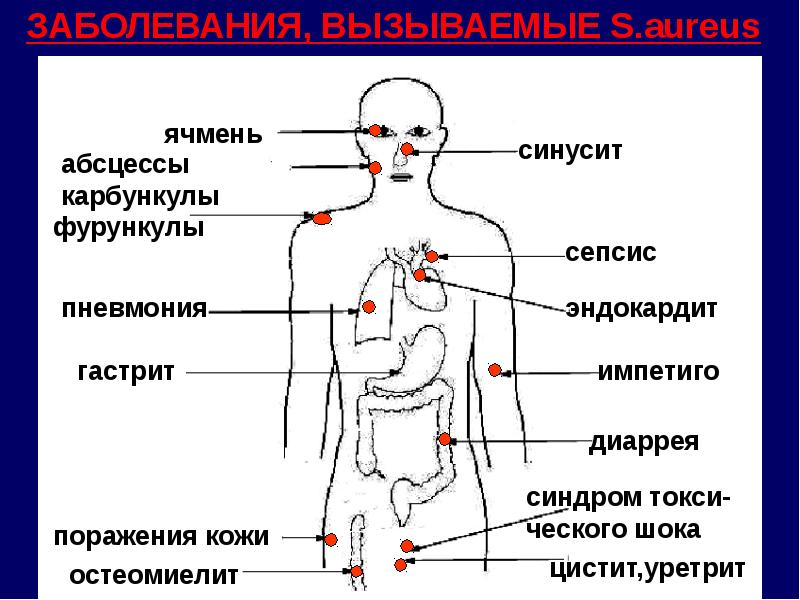 ЗАБОЛЕВАНИЯ, ВЫЗЫВАЕМЫЕ S.aureus
ячмень
абсцессы
карбункулы
фурункулы
пневмония
гастрит
поражения кожи
остеомиелит
синусит
сепсис
эндокардит
импетиго
диаррея
синдром токси-
ческого шока
цистит,уретрит